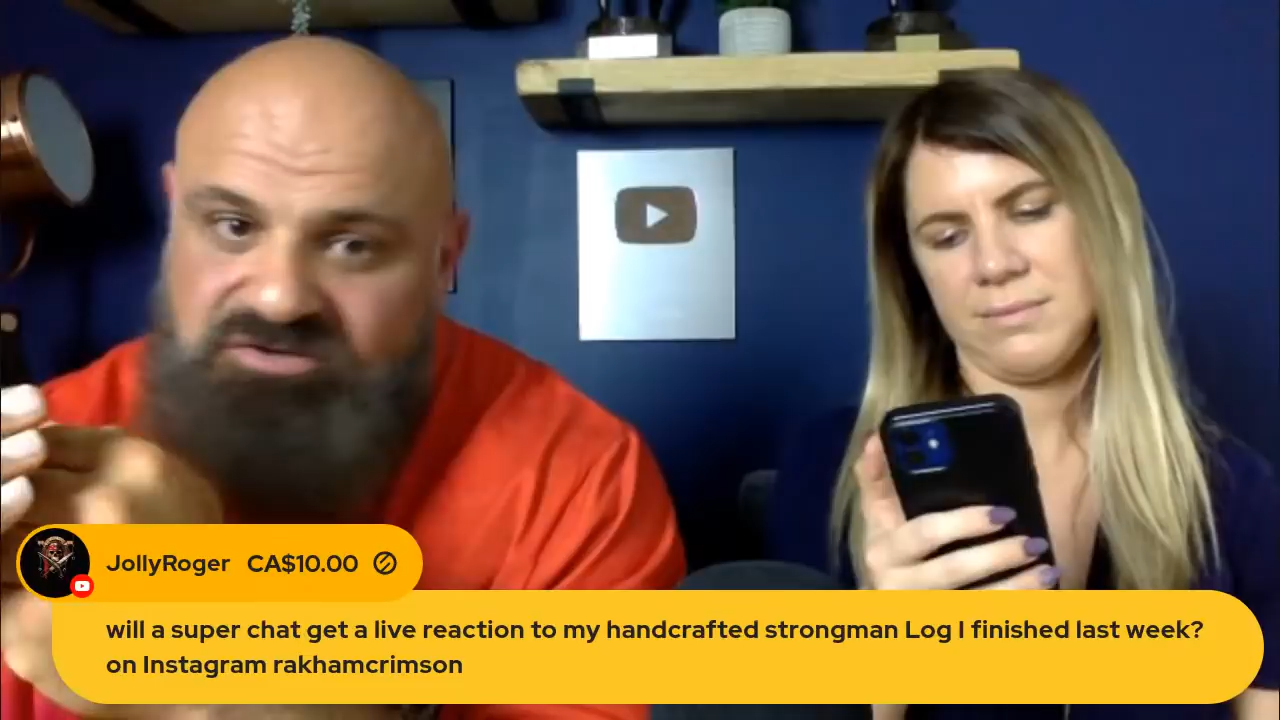 JollyRoger CA$10.00
will a super chat get a live reaction to my handcrafted strongman Log I finished last week?
on Instagram rakhamcrimson